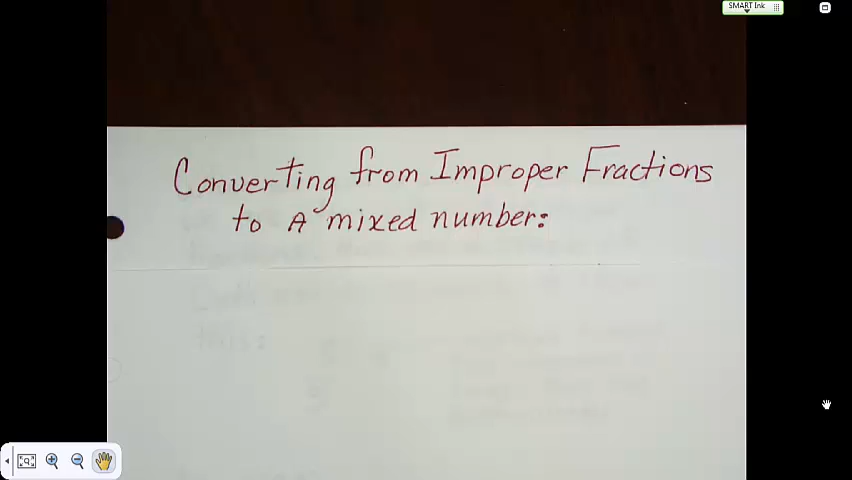 SMART Ink
Converting from Improper Fractions
to A mixed number: